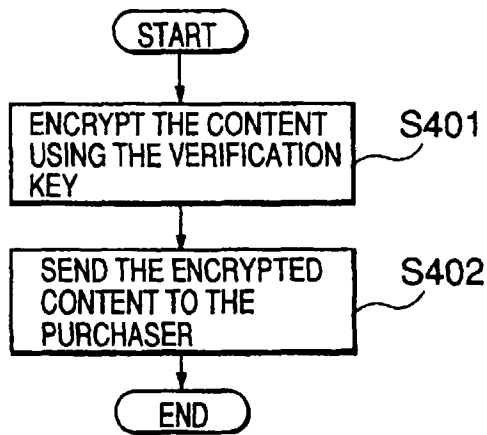 START
ENCRYPT THE CONTENT
USING THE VERIFICATION
KEY
S401
SEND THE ENCRYPTED
CONTENT TO THE
PURCHASER
S402
END